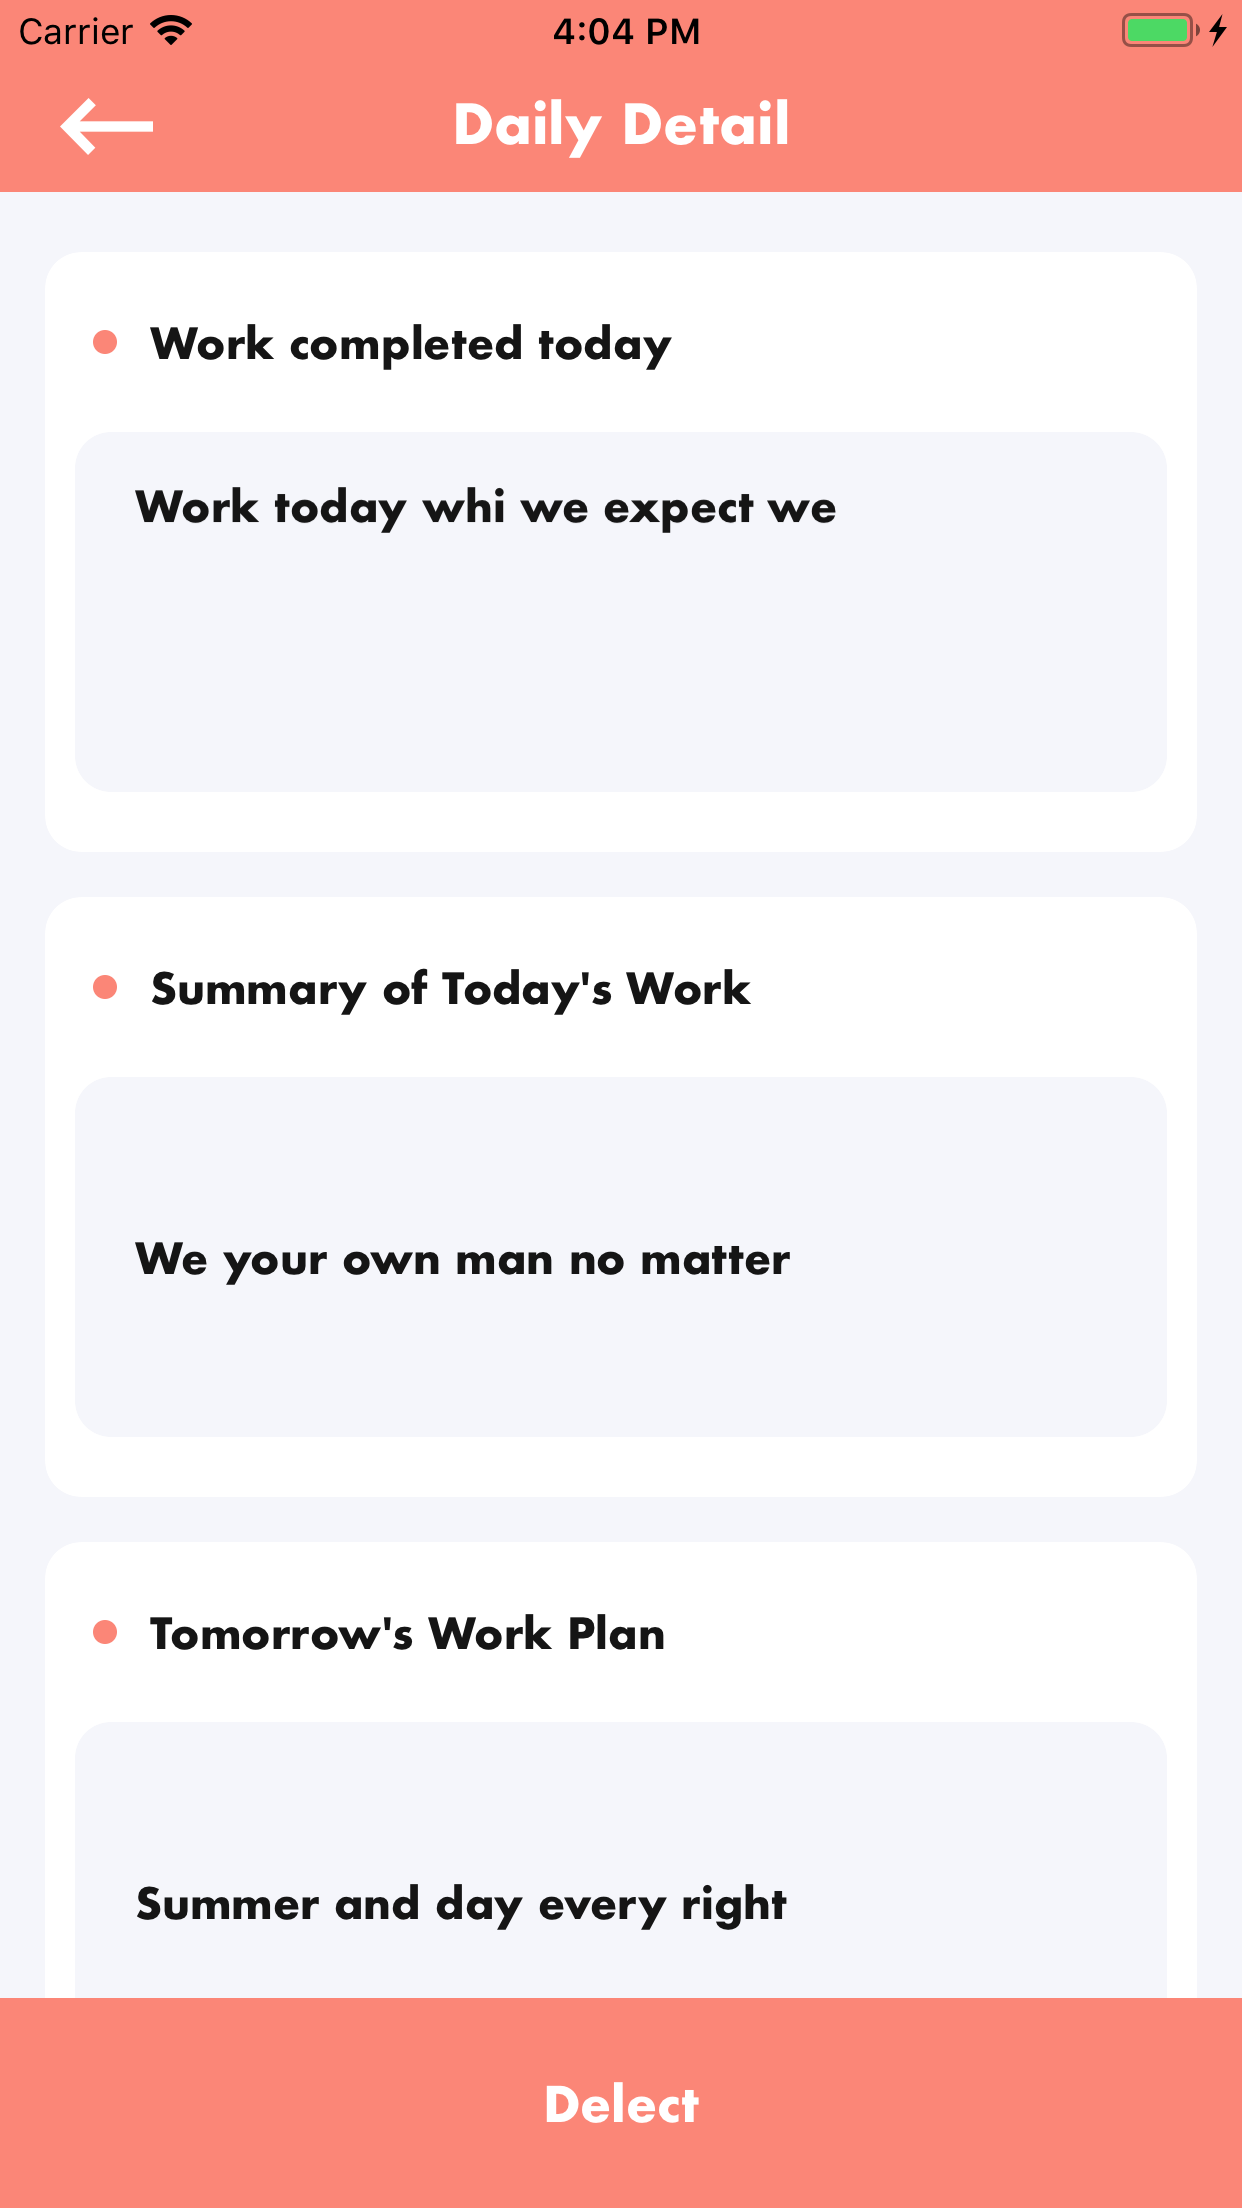 Carrier 4:04 PM
Daily Detail
Work completed today
Work today whi we expect we
Summary of Today's Work
We your own man no matter
Tomorrow's Work Plan
Summer and day every right
Delect